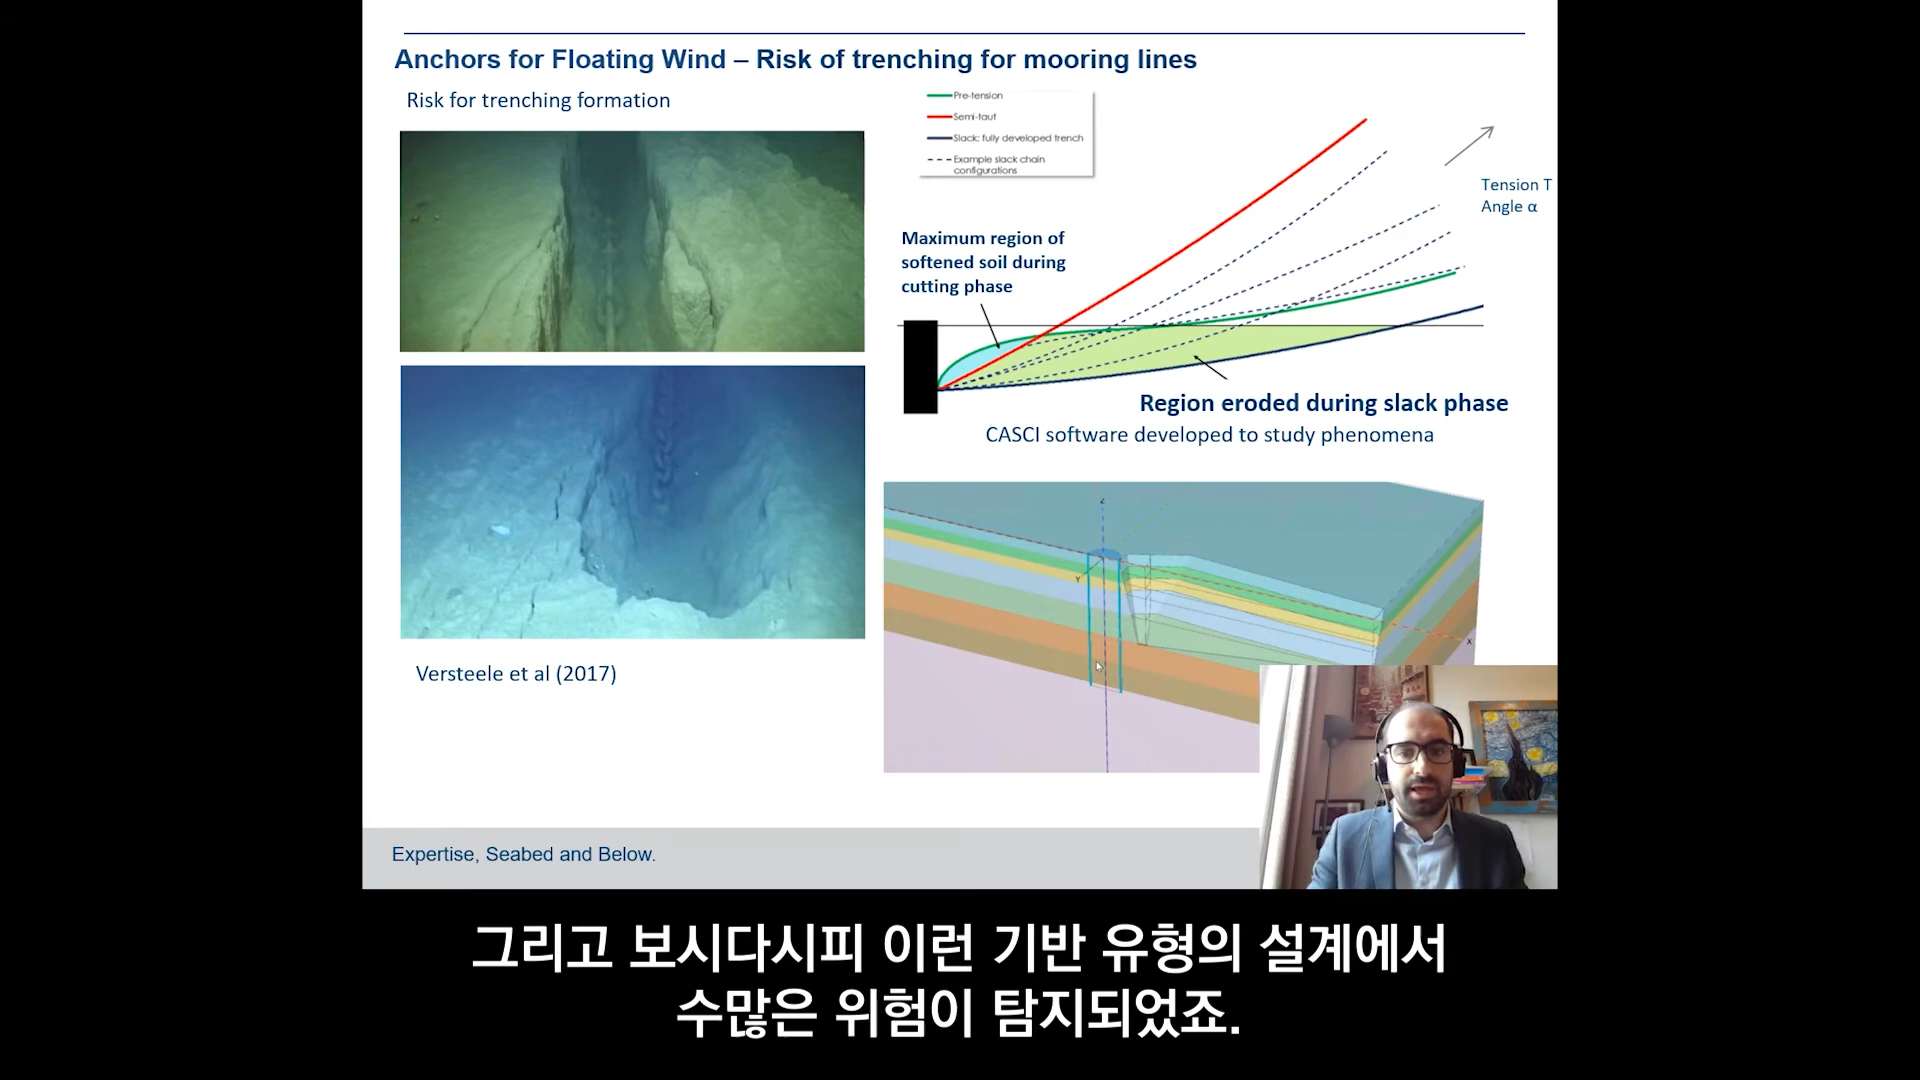 Anchors for Floating Wind – Risk of trenching for mooring lines
Risk for trenching formation
Pre-tension
Semi-taut
Slack: fully developed trench
Example slack chain
configurations
Tension T
Angle α
Maximum region of
softened soil during
cutting phase
Region eroded during slack phase
CASCI software developed to study phenomena
Z
Y
X
Versteele et al (2017)
Expertise, Seabed and Below.
그리고 보시다시피 이런 기반 유형의 설계에서
수많은 위험이 탐지되었죠.